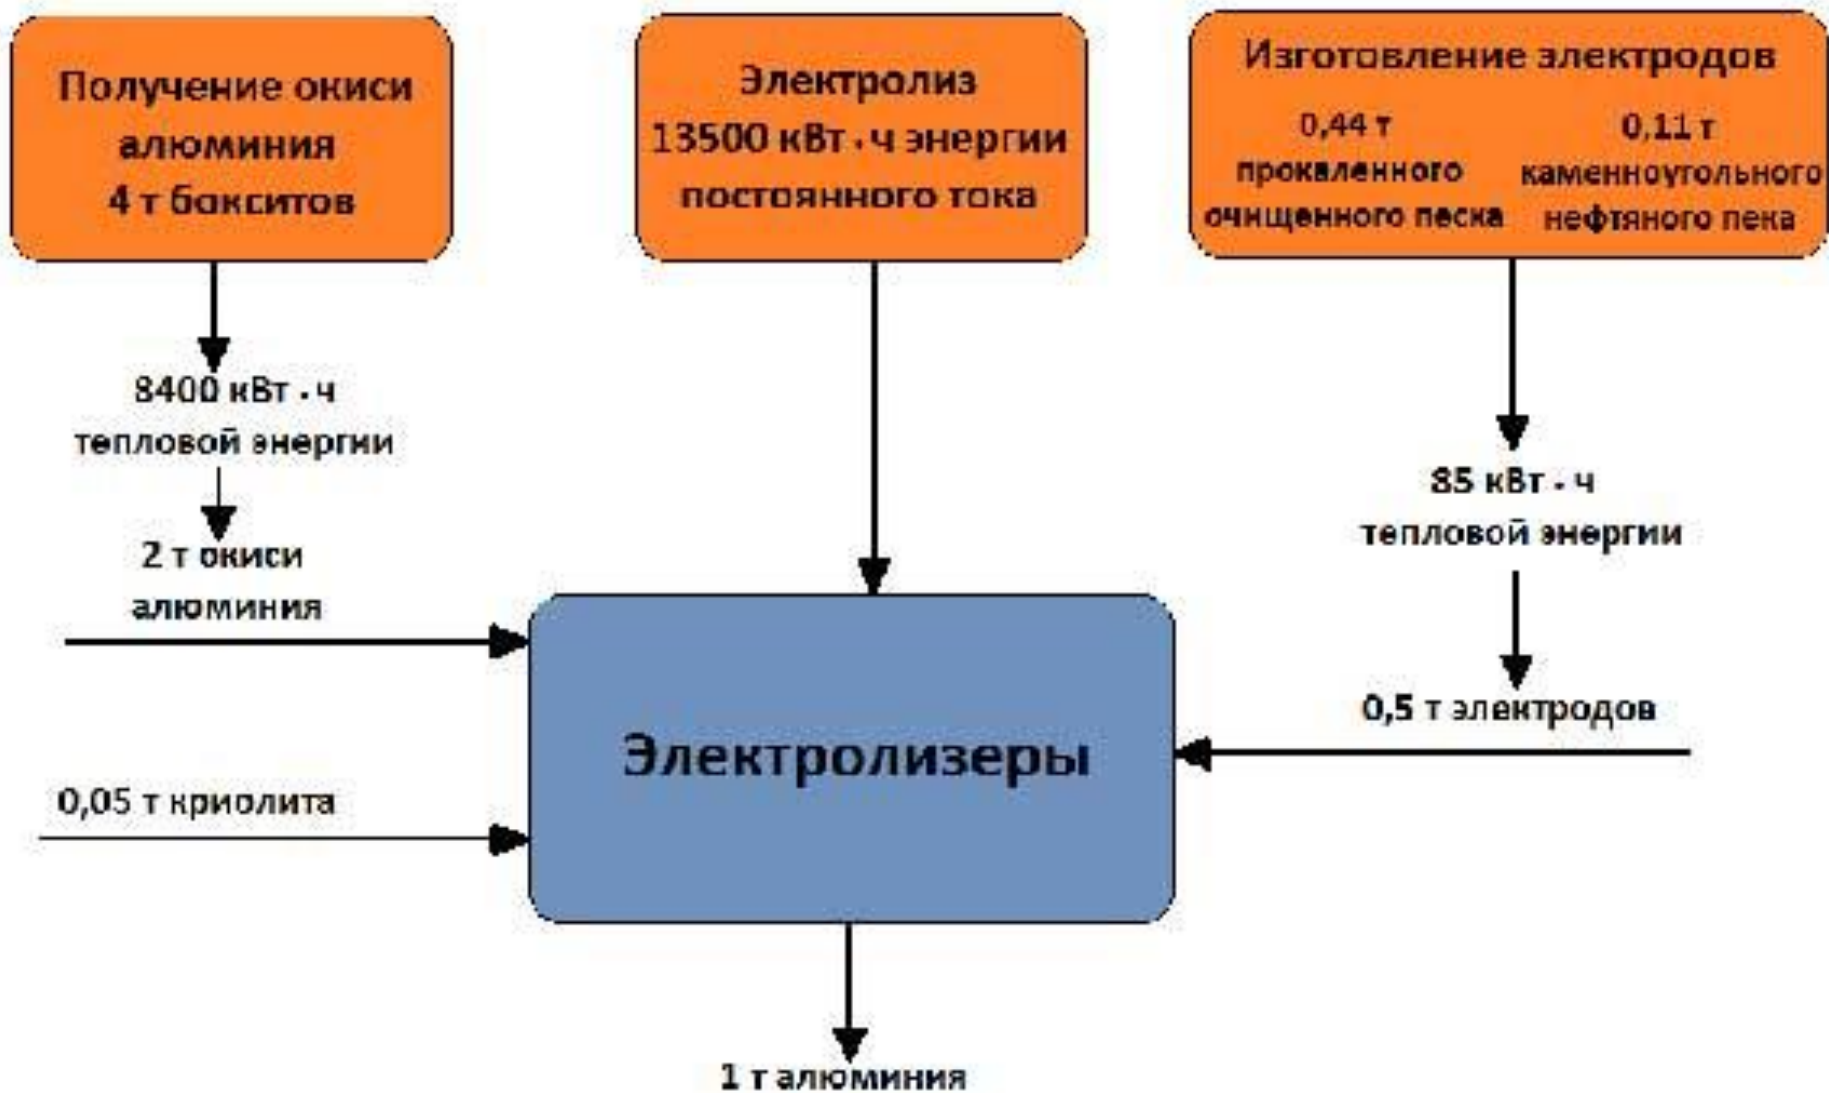 Получение окиси
алюминия
4 т бокситов
Электролиз
13500 кВт · ч энергии
постоянного тока
Изготовление электродов
0,44 т
прокаленного
очищенного песка
0,11 т
каменноугольного
нефтяного пека
8400 кВт · ч
тепловой энергии
2 т окиси
алюминия
85 кВт · ч
тепловой энергии
0,5 т электродов
0,05 т криолита
Электролизеры
1 т алюминия